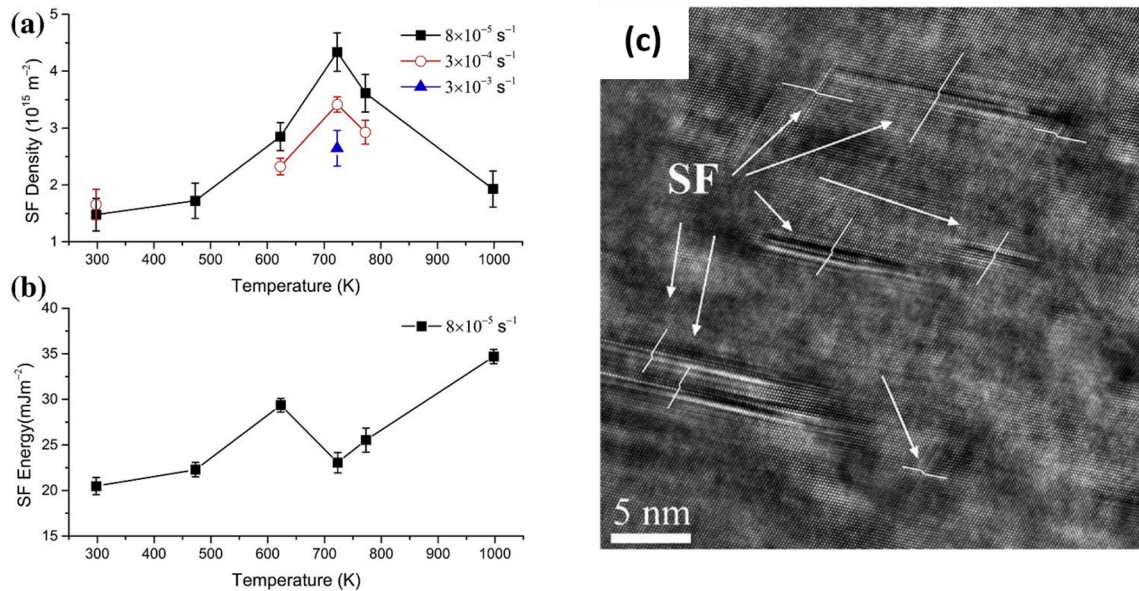 (a)
8×10⁻⁵ s⁻¹
3×10⁻⁴ s⁻¹
3×10⁻³ s⁻¹
SF Density (10¹⁵ m⁻²)
5
4
3
2
1
300 400 500 600 700 800 900 1000
Temperature (K)
(b)
8×10⁻⁵ s⁻¹
SF Energy(mJm⁻²)
40
35
30
25
20
15
300 400 500 600 700 800 900 1000
Temperature (K)
(c)
SF
5 nm